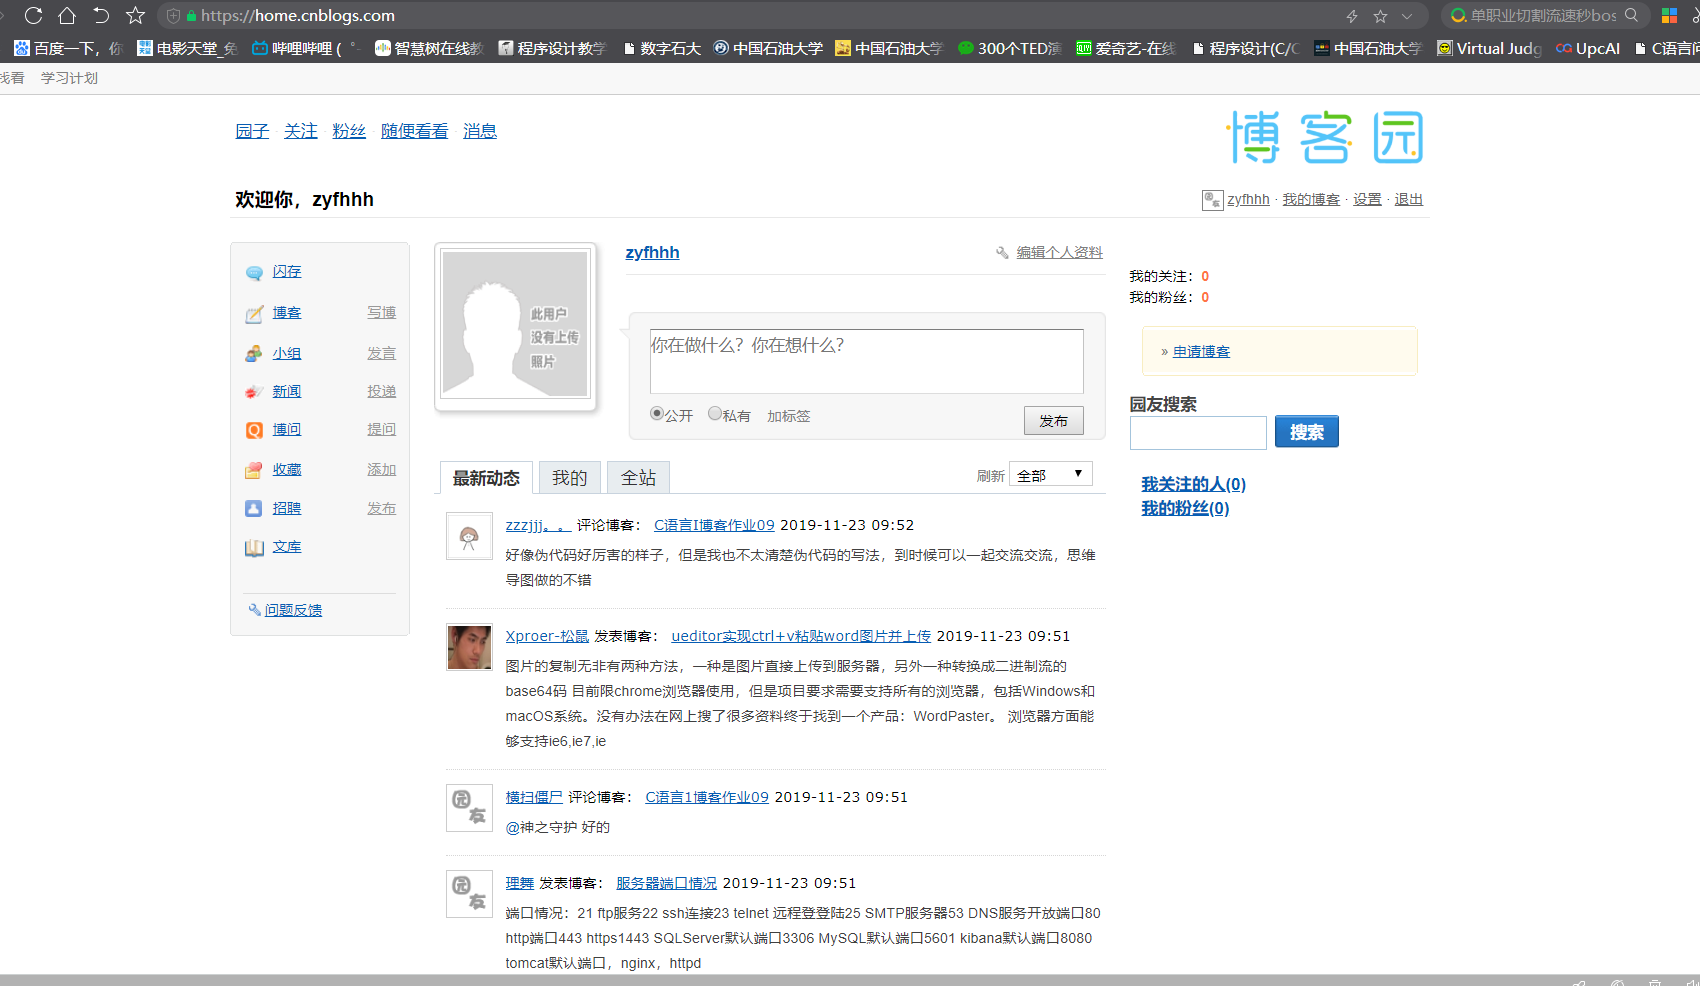 https://home.cnblogs.com
单职业切割流速秒bos
百度一下，你 电影天堂_免 哔哩哔哩 ( ゜- 智慧树在线教 程序设计教学 数字石大 中国石油大学 中国石油大学 300个TED演 爱奇艺-在线 程序设计(C/C 中国石油大学 Virtual Judg UpcAI C语言问
找看 学习计划
园子 关注 粉丝 随便看看 消息
博客园
欢迎你，zyfhhh
园友 zyfhhh · 我的博客 · 设置 · 退出
闪存
博客 写博
小组 发言
新闻 投递
博问 提问
收藏 添加
招聘 发布
文库
问题反馈
此用户
没有上传
照片
zyfhhh
编辑个人资料
你在做什么？你在想什么？
公开 私有 加标签 发布
我的关注：0
我的粉丝：0
» 申请博客
园友搜索
搜索
我关注的人(0)
我的粉丝(0)
最新动态 我的 全站 刷新 全部
zzzjjj。。 评论博客： C语言I博客作业09 2019-11-23 09:52
好像伪代码好厉害的样子，但是我也不太清楚伪代码的写法，到时候可以一起交流交流，思维
导图做的不错
Xproer-松鼠 发表博客： ueditor实现ctrl+v粘贴word图片并上传 2019-11-23 09:51
图片的复制无非有两种方法，一种是图片直接上传到服务器，另外一种转换成二进制流的
base64码 目前限chrome浏览器使用，但是项目要求需要支持所有的浏览器，包括Windows和
macOS系统。没有办法在网上搜了很多资料终于找到一个产品：WordPaster。 浏览器方面能
够支持ie6,ie7,ie
园友
横扫僵尸 评论博客： C语言1博客作业09 2019-11-23 09:51
@神之守护 好的
园友
理舞 发表博客： 服务器端口情况 2019-11-23 09:51
端口情况：21 ftp服务22 ssh连接23 telnet 远程登登陆25 SMTP服务器53 DNS服务开放端口80
http端口443 https1443 SQLServer默认端口3306 MySQL默认端口5601 kibana默认端口8080
tomcat默认端口，nginx，httpd